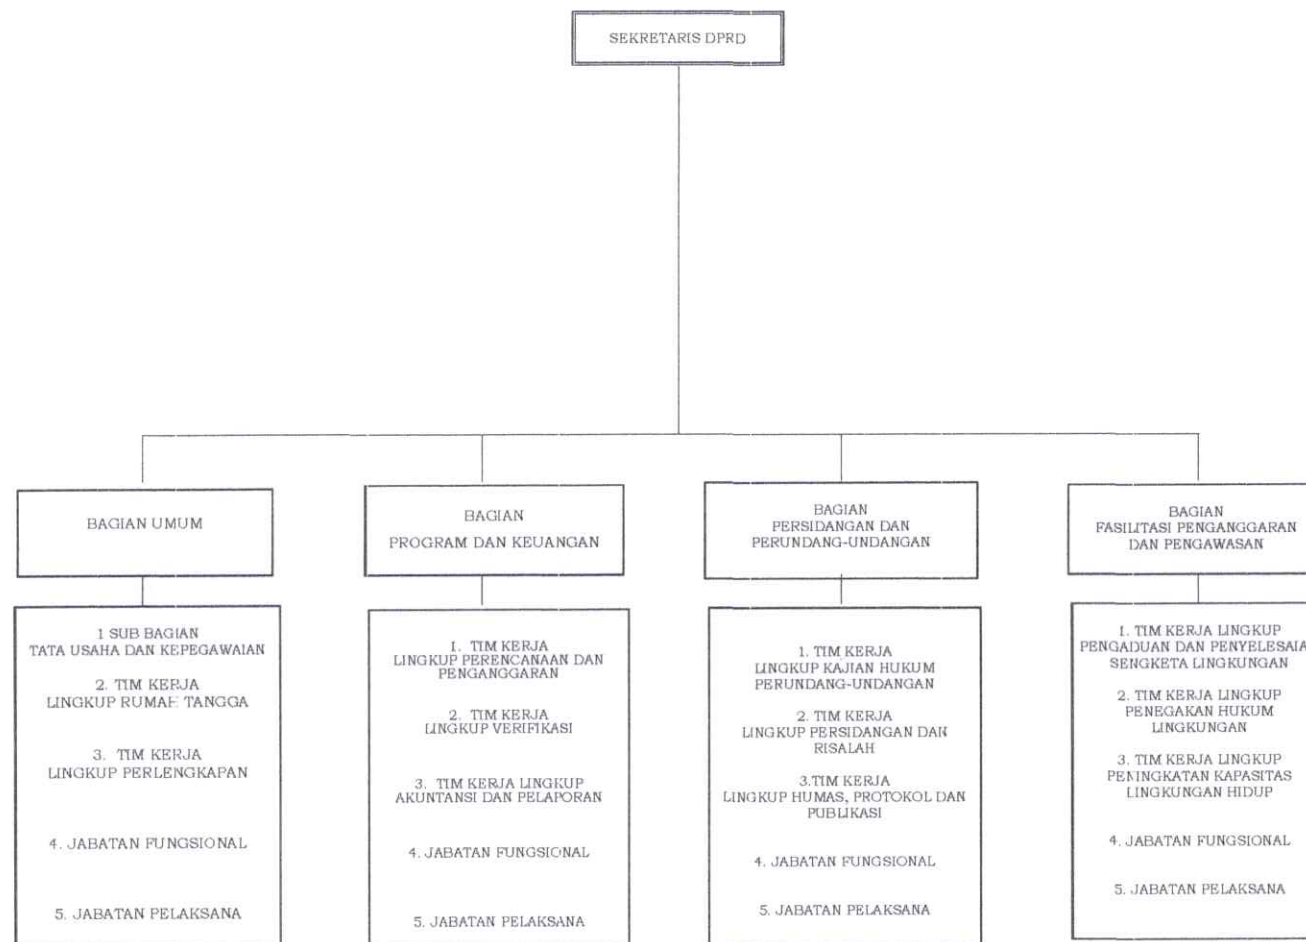 SEKRETARIS DPRD
BAGIAN UMUM
BAGIAN
PROGRAM DAN KEUANGAN
BAGIAN
PERSIDANGAN DAN
PERUNDANG-UNDANGAN
BAGIAN
FASILITASI PENGANGGARAN
DAN PENGAWASAN
1 SUB BAGIAN
TATA USAHA DAN KEPEGAWAIAN
2. TIM KERJA
LINGKUP RUMAH TANGGA
3. TIM KERJA
LINGKUP PERLENGKAPAN
4. JABATAN FUNGSIONAL
5. JABATAN PELAKSANA
1. TIM KERJA
LINGKUP PERENCANAAN DAN
PENGANGGARAN
2. TIM KERJA
LINGKUP VERIFIKASI
3. TIM KERJA LINGKUP
AKUNTANSI DAN PELAPORAN
4. JABATAN FUNGSIONAL
5. JABATAN PELAKSANA
1. TIM KERJA
LINGKUP KAJIAN HUKUM
PERUNDANG-UNDANGAN
2. TIM KERJA
LINGKUP PERSIDANGAN DAN
RISALAH
3.TIM KERJA
LINGKUP HUMAS, PROTOKOL DAN
PUBLIKASI
4. JABATAN FUNGSIONAL
5. JABATAN PELAKSANA
1. TIM KERJA LINGKUP
PENGADUAN DAN PENYELESAIA
SENGKETA LINGKUNGAN
2. TIM KERJA LINGKUP
PENEGAKAN HUKUM
LINGKUNGAN
3. TIM KERJA LINGKUP
PENINGKATAN KAPASITAS
LINGKUNGAN HIDUP
4. JABATAN FUNGSIONAL
5. JABATAN PELAKSANA